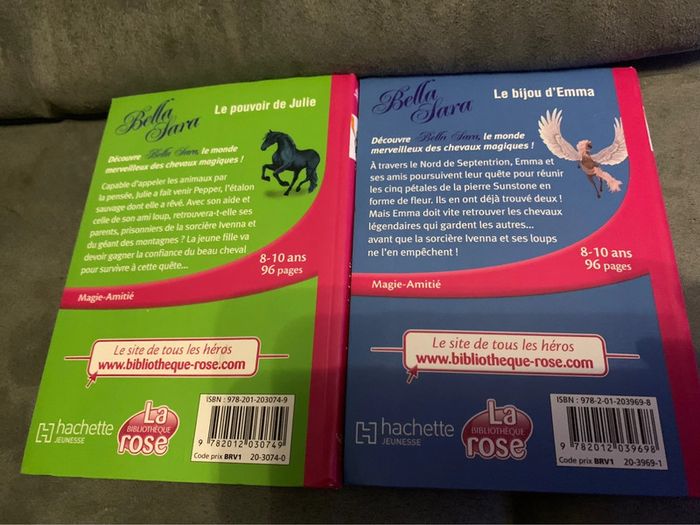 Bella
Sara
Le pouvoir de Julie
Découvre Bella Sara, le monde
merveilleux des chevaux magiques !
Capable d'appeler les animaux par
la pensée, Julie a fait venir Pepper, l'étalon
sauvage dont elle a rêvé. Avec son aide et
celle de son ami loup, retrouvera-t-elle ses
parents, prisonniers de la sorcière Ivenna et
du géant des montagnes ? La jeune fille va
devoir gagner la confiance du beau cheval
pour survivre à cette quête...
8-10 ans
96 pages
Magie-Amitié
Le site de tous les héros
www.bibliotheque-rose.com
hachette
JEUNESSE
La
BIBLIOTHÈQUE
rose
ISBN : 978-201-203074-9
9 782012 030749
Code prix BRV1 20-3074-0
Bella
Sara
Le bijou d'Emma
Découvre Bella Sara, le monde
merveilleux des chevaux magiques !
À travers le Nord de Septentrion, Emma et
ses amis poursuivent leur quête pour réunir
les cinq pétales de la pierre Sunstone en
forme de fleur. Ils en ont déjà trouvé deux !
Mais Emma doit vite retrouver les chevaux
légendaires qui gardent les autres...
avant que la sorcière Ivenna et ses loups
ne l'en empêchent !
8-10 ans
96 pages
Magie-Amitié
Le site de tous les héros
www.bibliotheque-rose.com
hachette
JEUNESSE
La
BIBLIOTHÈQUE
rose
ISBN : 978-2-01-203969-8
9 782012 039698
Code prix BRV1 20-3969-1